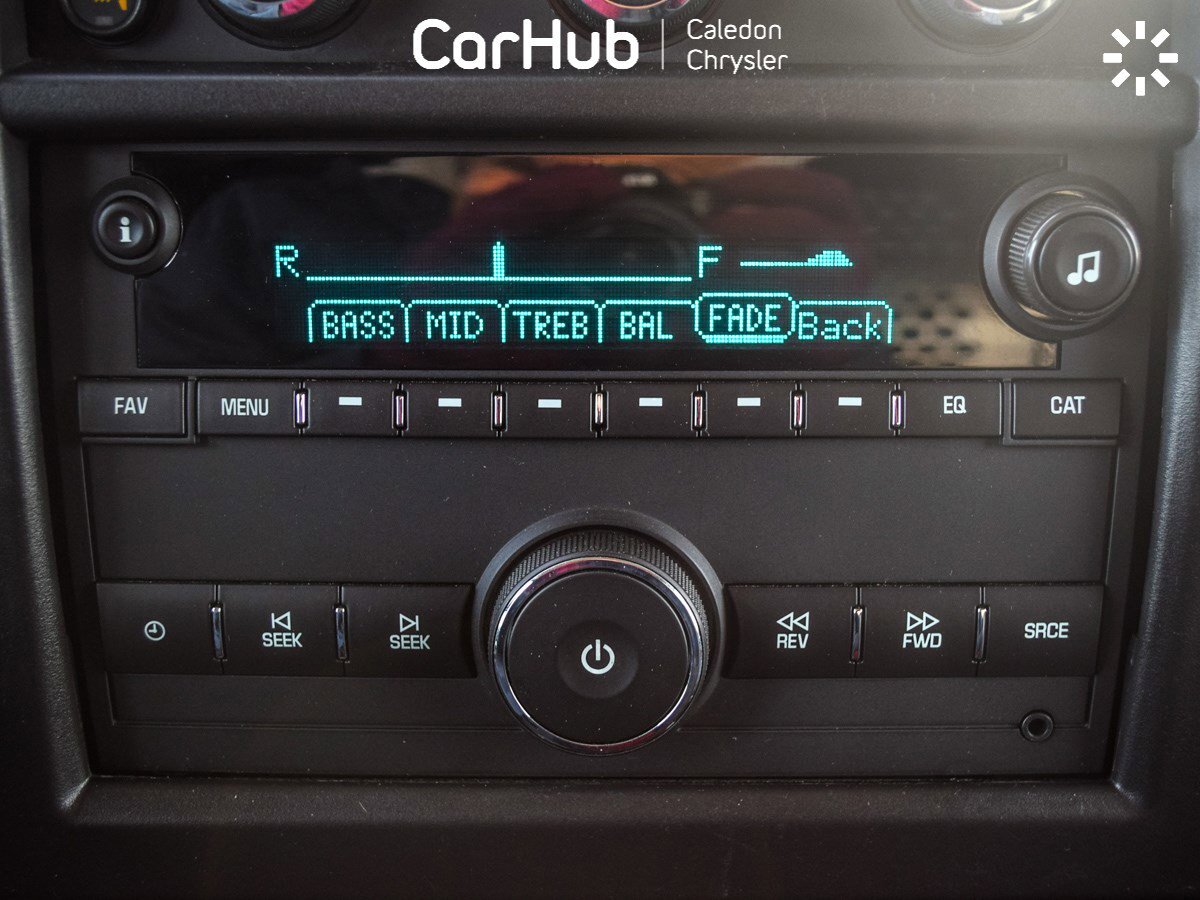 CarHub
Caledon
Chrysler
i
R F
BASS MID TREB BAL FADE Back
FAV MENU EQ CAT
SEEK SEEK REV FWD SRCE